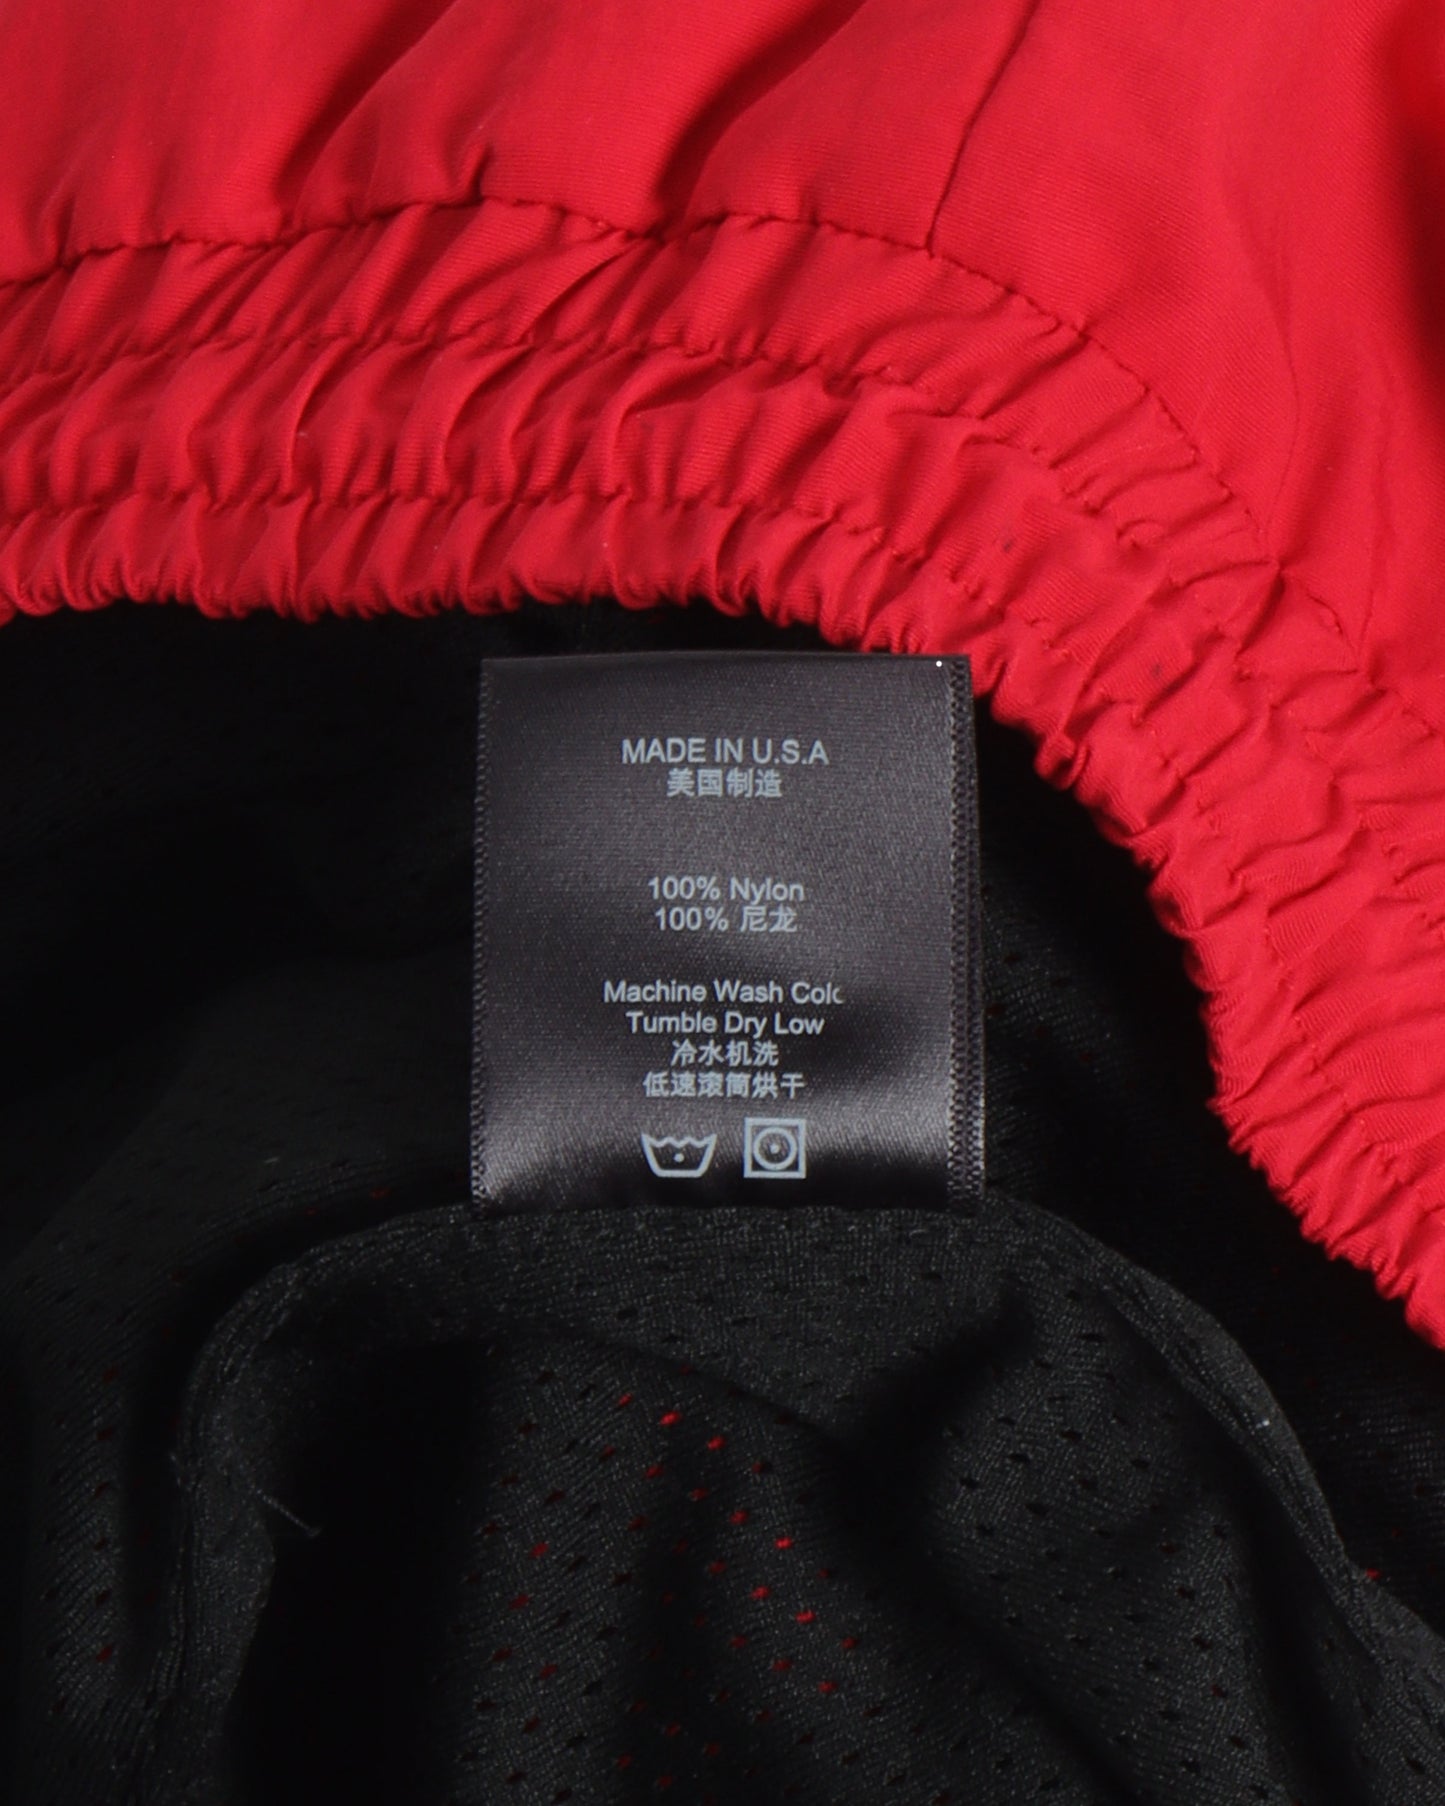 MADE IN U.S.A
美国制造
100% Nylon
100% 尼龙
Machine Wash Cold
Tumble Dry Low
冷水机洗
低速滚筒烘干